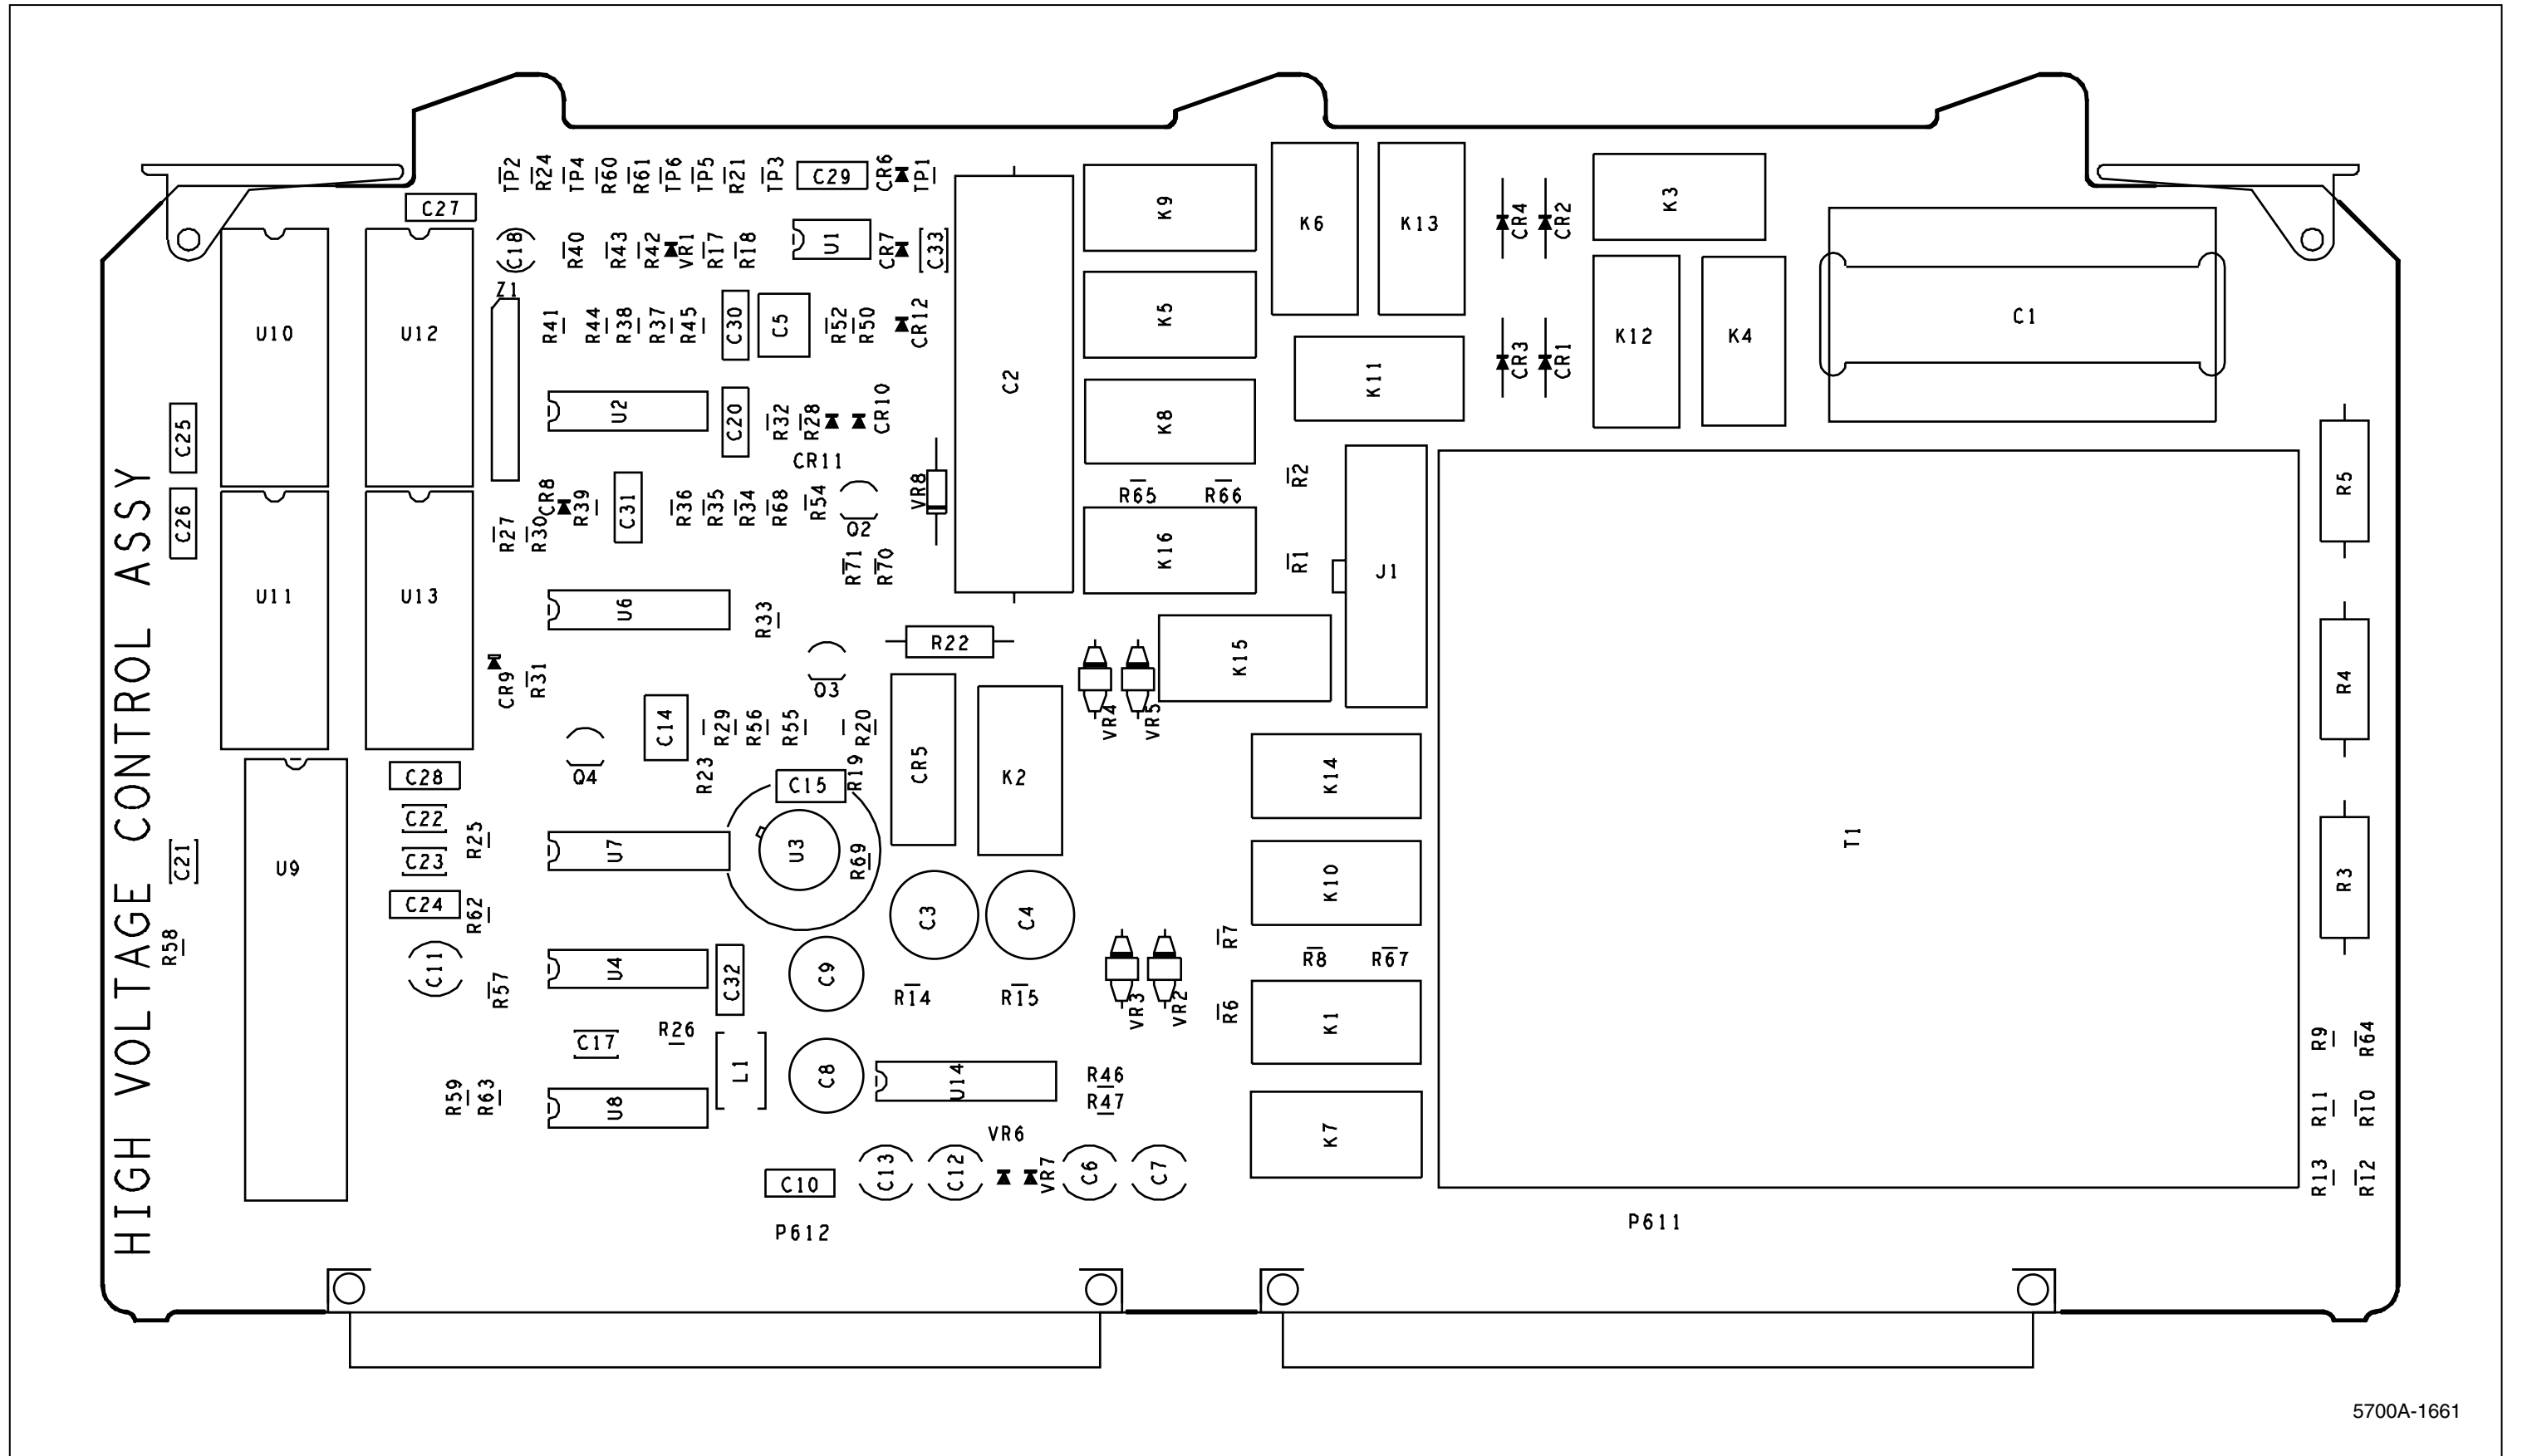 HIGH VOLTAGE CONTROL ASSY
TP2
R24
TP4
R60
R61
TP6
TP5
R21
TP3
C29
CR6
TP1
C27
C18
R40
R43
R42
VR1
R17
R18
U1
CR7
C33
Z1
U10
U12
R41
R44
R38
R37
R45
C30
C5
R52
R50
CR12
C2
K9
K6
K13
CR4
CR2
K3
K5
K11
CR3
CR1
K12
K4
C1
U2
C20
R32
R28
CR10
CR11
K8
C25
C26
CR8
R39
C31
R36
R35
R34
R68
R54
Q2
VR8
R65
R66
R2
R5
R27
R30
R71
R70
K16
R1
J1
U11
U13
U6
R33
R22
K15
CR9
R31
Q3
VR4
VR5
R4
C14
R29
R56
R55
R20
Q4
R23
C15
R19
CR5
K2
K14
C28
C22
C23
R25
C21
U9
U7
U3
R69
T1
C24
R62
C3
C4
K10
R3
R58
C11
R57
U4
C32
C9
R14
R15
VR3
VR2
R7
R8
R67
R6
K1
C17
R26
L1
C8
U14
R46
R47
R9
R64
R59
R63
U8
VR6
K7
R11
R10
C10
C13
C12
VR7
C6
C7
R13
R12
P612
P611
5700A-1661